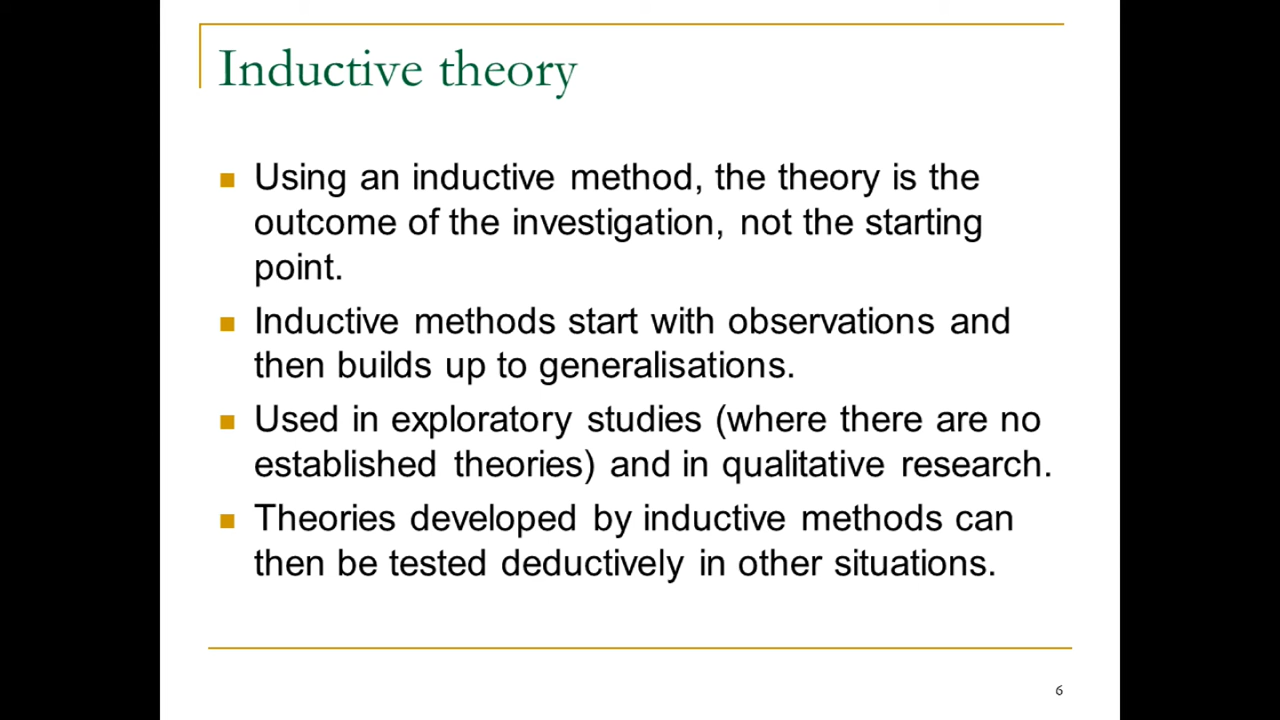 Inductive theory
Using an inductive method, the theory is the
outcome of the investigation, not the starting
point.
Inductive methods start with observations and
then builds up to generalisations.
Used in exploratory studies (where there are no
established theories) and in qualitative research.
Theories developed by inductive methods can
then be tested deductively in other situations.
6